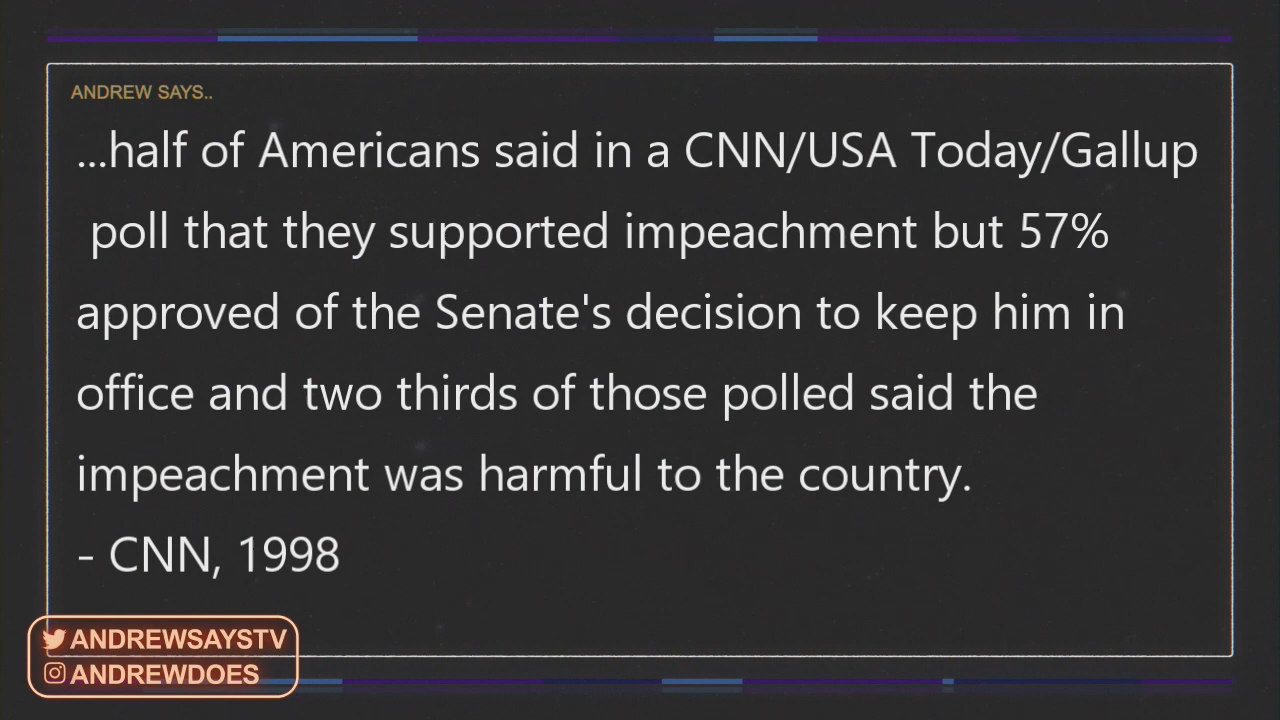 ANDREW SAYS..
...half of Americans said in a CNN/USA Today/Gallup
poll that they supported impeachment but 57%
approved of the Senate's decision to keep him in
office and two thirds of those polled said the
impeachment was harmful to the country.
- CNN, 1998
ANDREWSAYSTV
ANDREWDOES